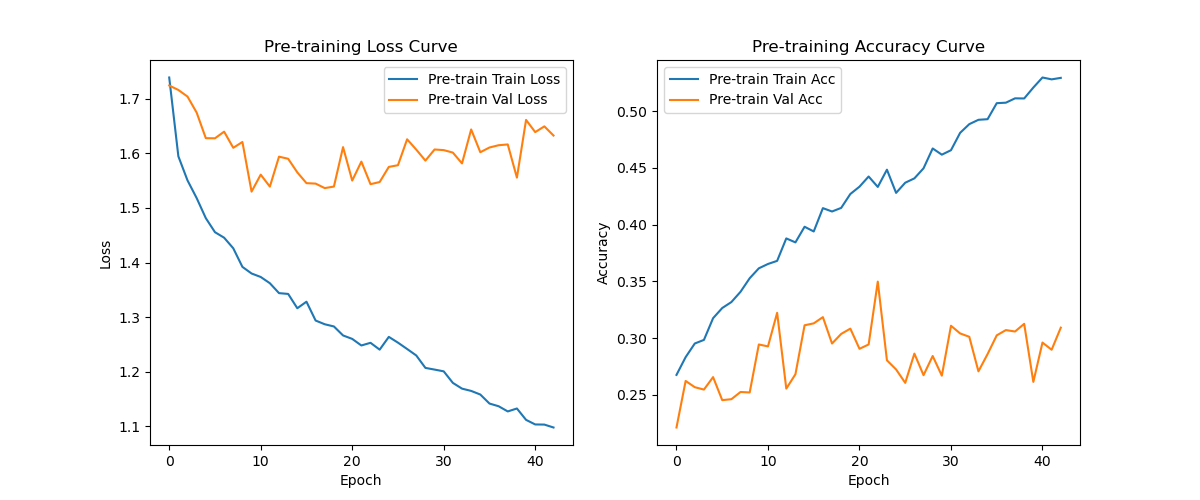 Pre-training Loss Curve
Pre-train Train Loss
Pre-train Val Loss
1.7
1.6
1.5
1.4
1.3
1.2
1.1
Loss
0
10
20
30
40
Epoch
Pre-training Accuracy Curve
Pre-train Train Acc
Pre-train Val Acc
0.50
0.45
0.40
0.35
0.30
0.25
Accuracy
0
10
20
30
40
Epoch